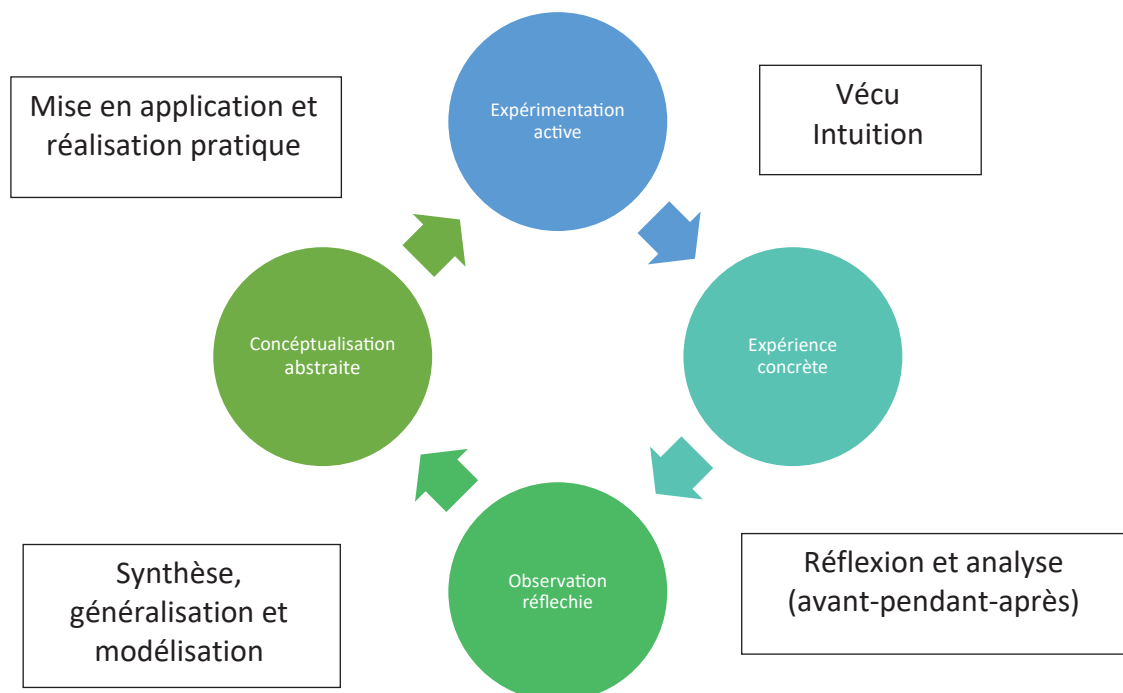 Expérimentation
active
Mise en application et
réalisation pratique
Vécu
Intuition
Concéptualisation
abstraite
Expérience
concrète
Observation
réflechie
Synthèse,
généralisation et
modélisation
Réflexion et analyse
(avant-pendant-après)